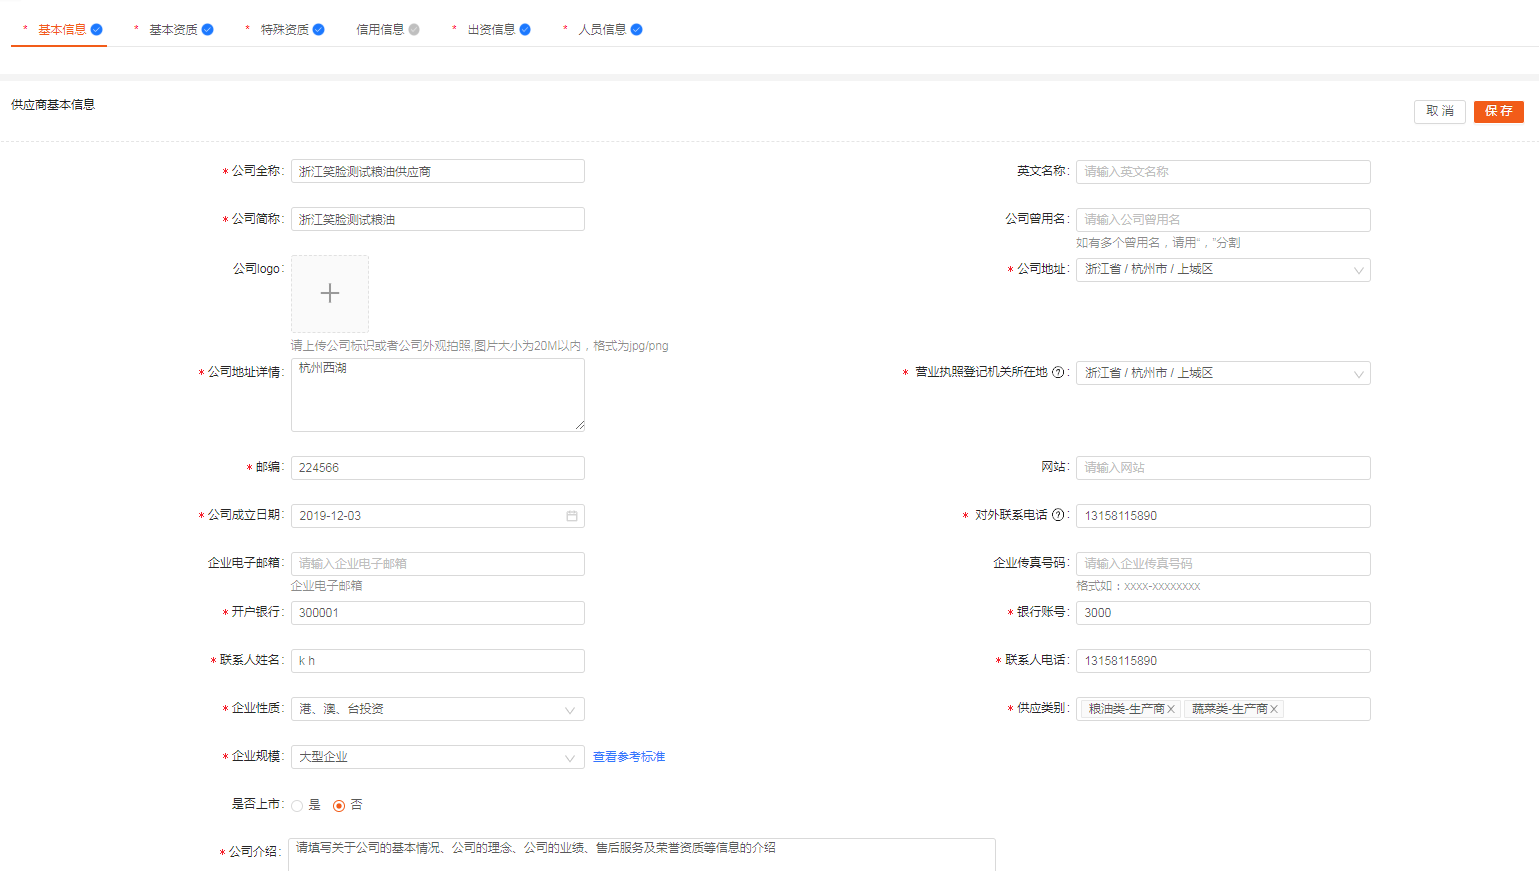 * 基本信息 * 基本资质 * 特殊资质 信用信息 * 出资信息 * 人员信息
供应商基本信息
取 消 保 存
* 公司全称: 浙江笑脸测试粮油供应商 英文名称: 请输入英文名称
* 公司简称: 浙江笑脸测试粮油 公司曾用名: 请输入公司曾用名
如有多个曾用名，请用“，”分割
公司logo: * 公司地址: 浙江省 / 杭州市 / 上城区
请上传公司标识或者公司外观拍照,图片大小为20M以内，格式为jpg/png
* 公司地址详情: 杭州西湖 * 营业执照登记机关所在地 ? : 浙江省 / 杭州市 / 上城区
* 邮编: 224566 网站: 请输入网站
* 公司成立日期: 2019-12-03 * 对外联系电话 ? : 13158115890
企业电子邮箱: 请输入企业电子邮箱 企业传真号码: 请输入企业传真号码
企业电子邮箱 格式如：xxxx-xxxxxxxx
* 开户银行: 300001 * 银行账号: 3000
* 联系人姓名: k h * 联系人电话: 13158115890
* 企业性质: 港、澳、台投资 * 供应类别: 粮油类-生产商 × 蔬菜类-生产商 ×
* 企业规模: 大型企业 查看参考标准
是否上市: 是 否
* 公司介绍: 请填写关于公司的基本情况、公司的理念、公司的业绩、售后服务及荣誉资质等信息的介绍